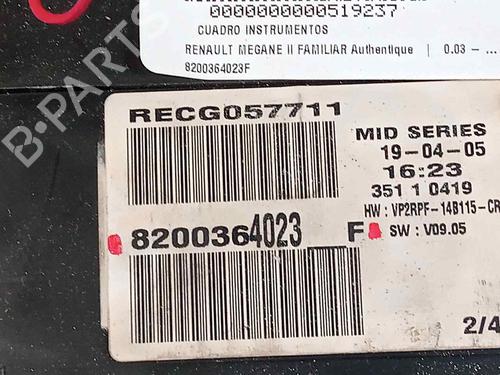 0000000000519237
CUADRO INSTRUMENTOS
RENAULT MEGANE II FAMILIAR Authentique | 0.03 - ...
8200364023F
B-PARTS
RECG057711
MID SERIES
19-04-05
16:23
351 1 0419
HW : VP2RPF-14B115-CR
8200364023__F
SW : V09.05
2/4